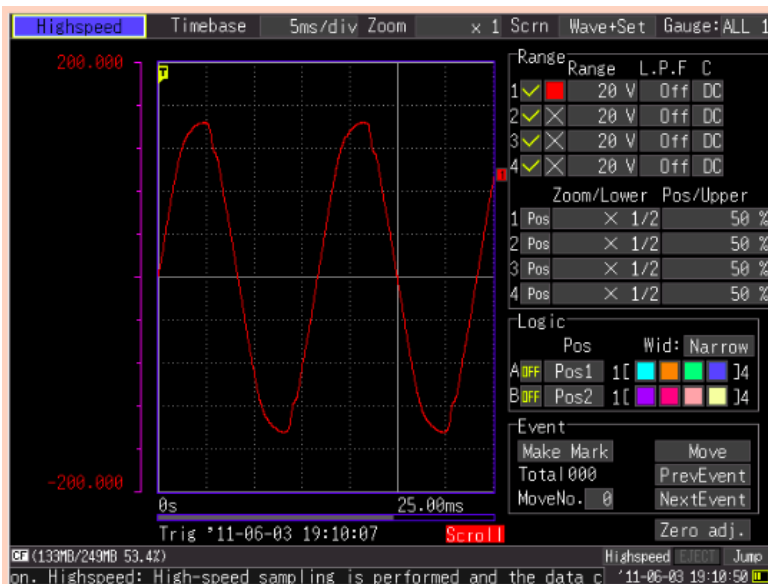 Highspeed Timebase 5ms/div Zoom × 1 Scrn Wave+Set Gauge:ALL 1
200.000
T
1
-200.000
0s 25.00ms
Trig '11-06-03 19:10:07 Scroll
Range
Range L.P.F C
1 20 V Off DC
2 20 V Off DC
3 20 V Off DC
4 20 V Off DC
Zoom/Lower Pos/Upper
1 Pos × 1/2 50 %
2 Pos × 1/2 50 %
3 Pos × 1/2 50 %
4 Pos × 1/2 50 %
Logic
Pos Wid: Narrow
A OFF Pos1 1[ ]4
B OFF Pos2 1[ ]4
Event
Make Mark Move
Total000 PrevEvent
MoveNo. 0 NextEvent
Zero adj.
CF (133MB/249MB 53.4%) Highspeed EJECT Jump
on. Highspeed: High-speed sampling is performed and the data c '11-06-03 19:10:50